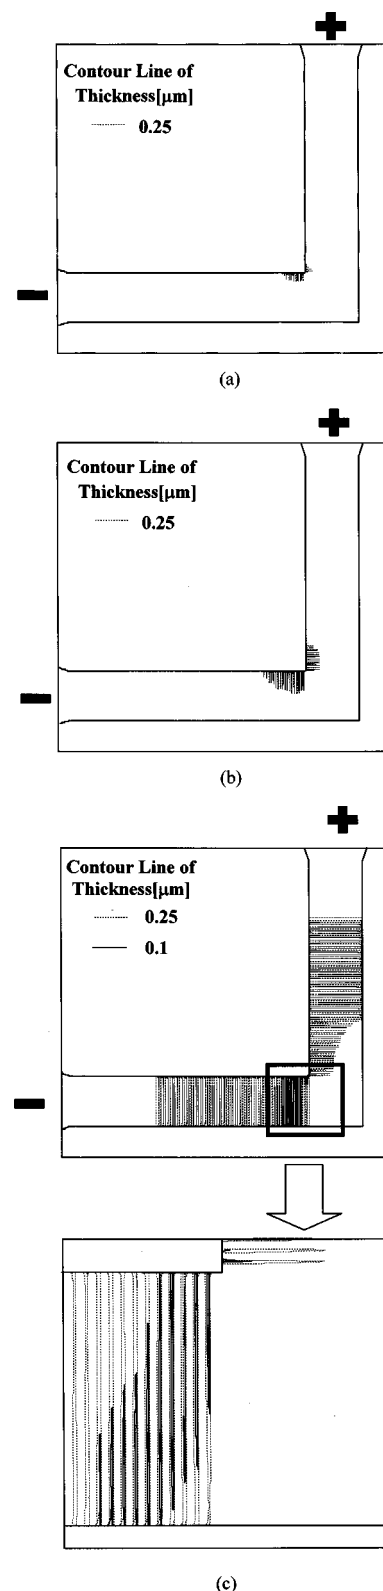 +
Contour Line of
Thickness[μm]
0.25
−
(a)
+
Contour Line of
Thickness[μm]
0.25
−
(b)
+
Contour Line of
Thickness[μm]
0.25
0.1
−
(c)